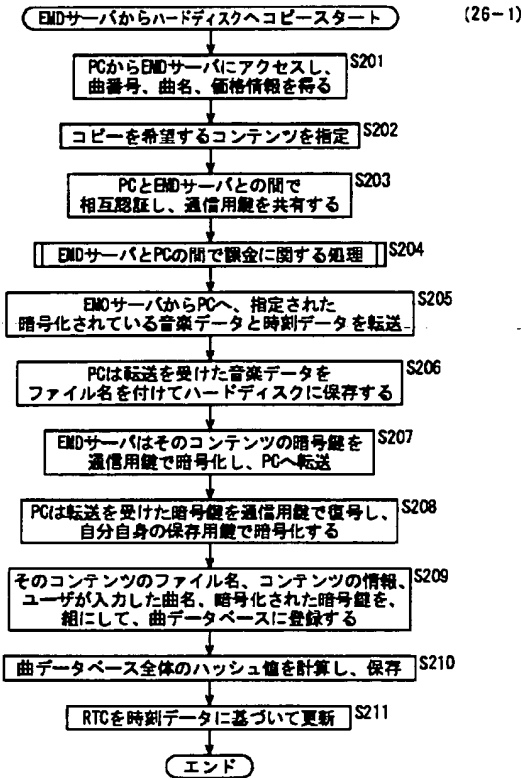 (26-1)
EMDサーバからハードディスクへコピースタート
S201
PCからEMDサーバにアクセスし、
曲番号、曲名、価格情報を得る
S202
コピーを希望するコンテンツを指定
S203
PCとEMDサーバとの間で
相互認証し、通信用鍵を共有する
S204
EMDサーバとPCの間で課金に関する処理
S205
EMDサーバからPCへ、指定された
暗号化されている音楽データと時刻データを転送
S206
PCは転送を受けた音楽データを
ファイル名を付けてハードディスクに保存する
S207
EMDサーバはそのコンテンツの暗号鍵を
通信用鍵で暗号化し、PCへ転送
S208
PCは転送を受けた暗号鍵を通信用鍵で復号し、
自分自身の保存用鍵で暗号化する
S209
そのコンテンツのファイル名、コンテンツの情報、
ユーザが入力した曲名、暗号化された暗号鍵を、
組にして、曲データベースに登録する
S210
曲データベース全体のハッシュ値を計算し、保存
S211
RTCを時刻データに基づいて更新
エンド